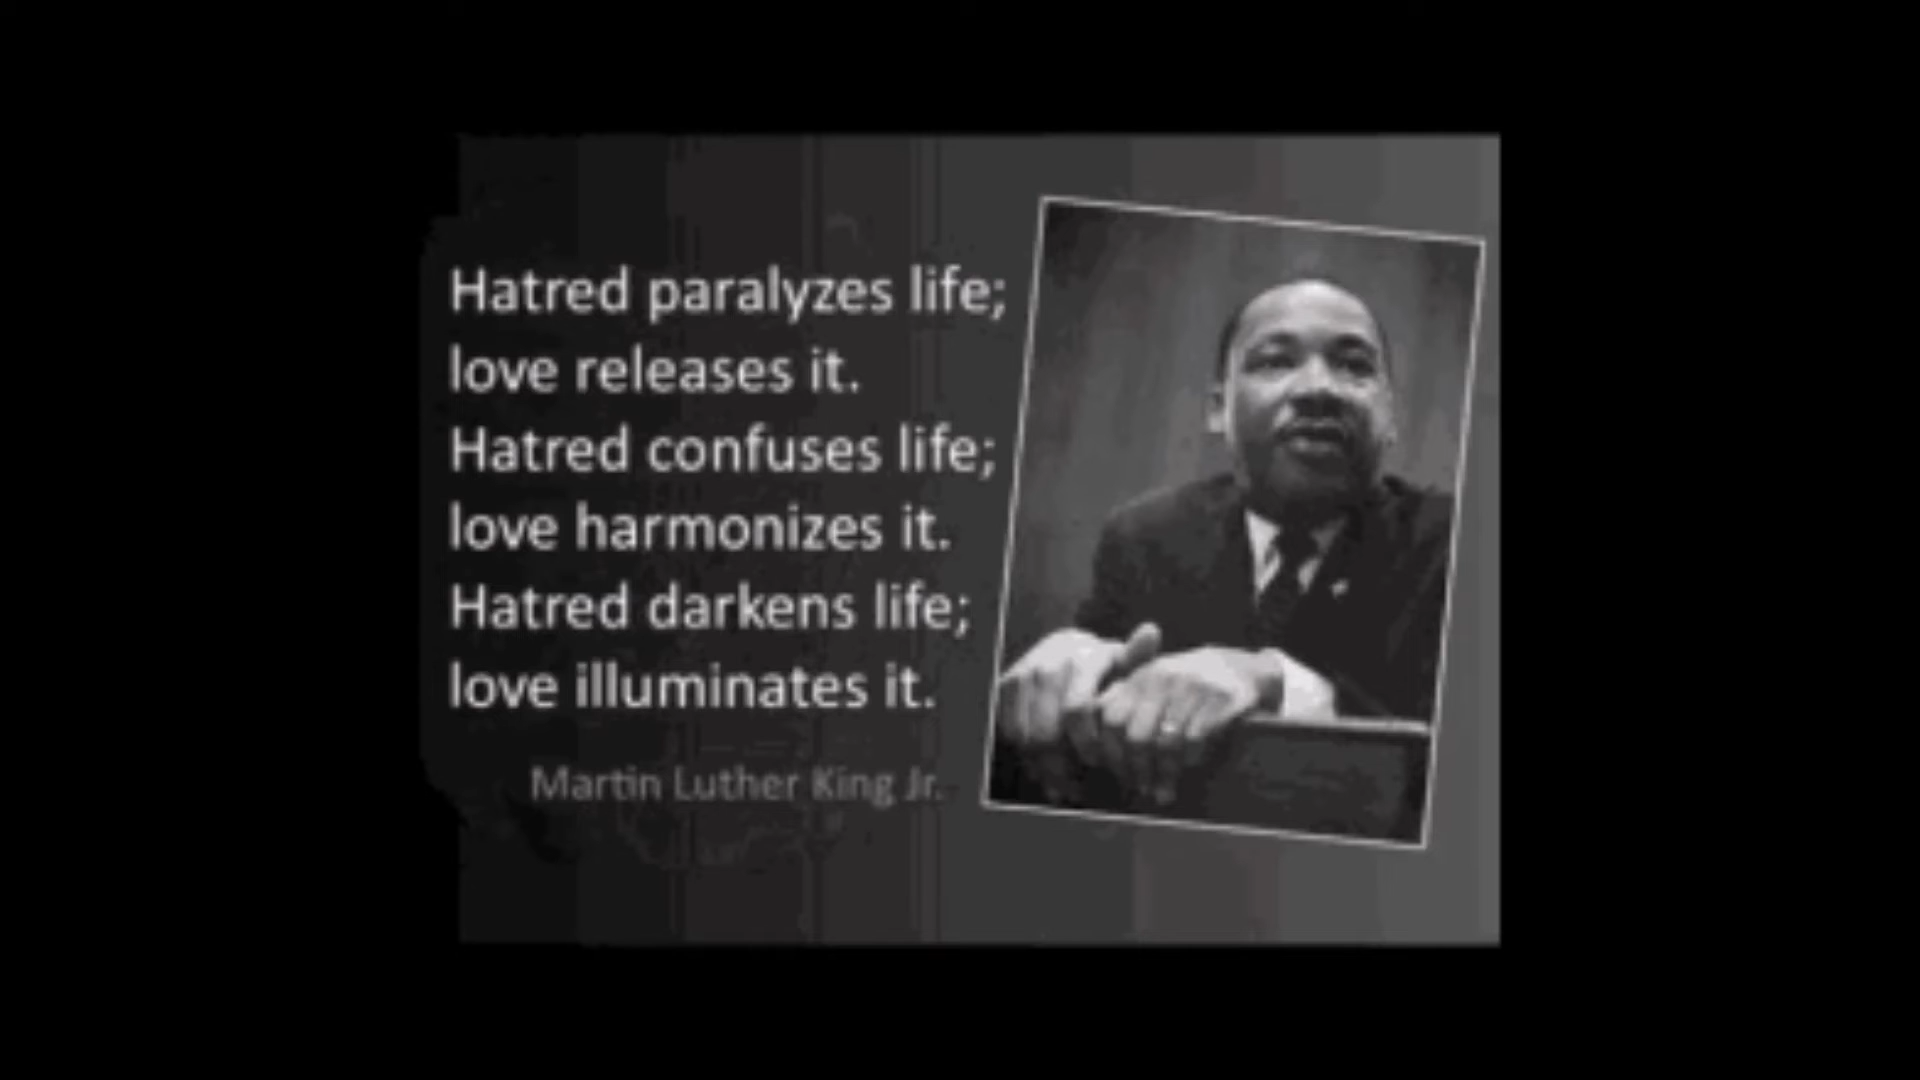 Hatred paralyzes life;
love releases it.
Hatred confuses life;
love harmonizes it.
Hatred darkens life;
love illuminates it.
Martin Luther King Jr.